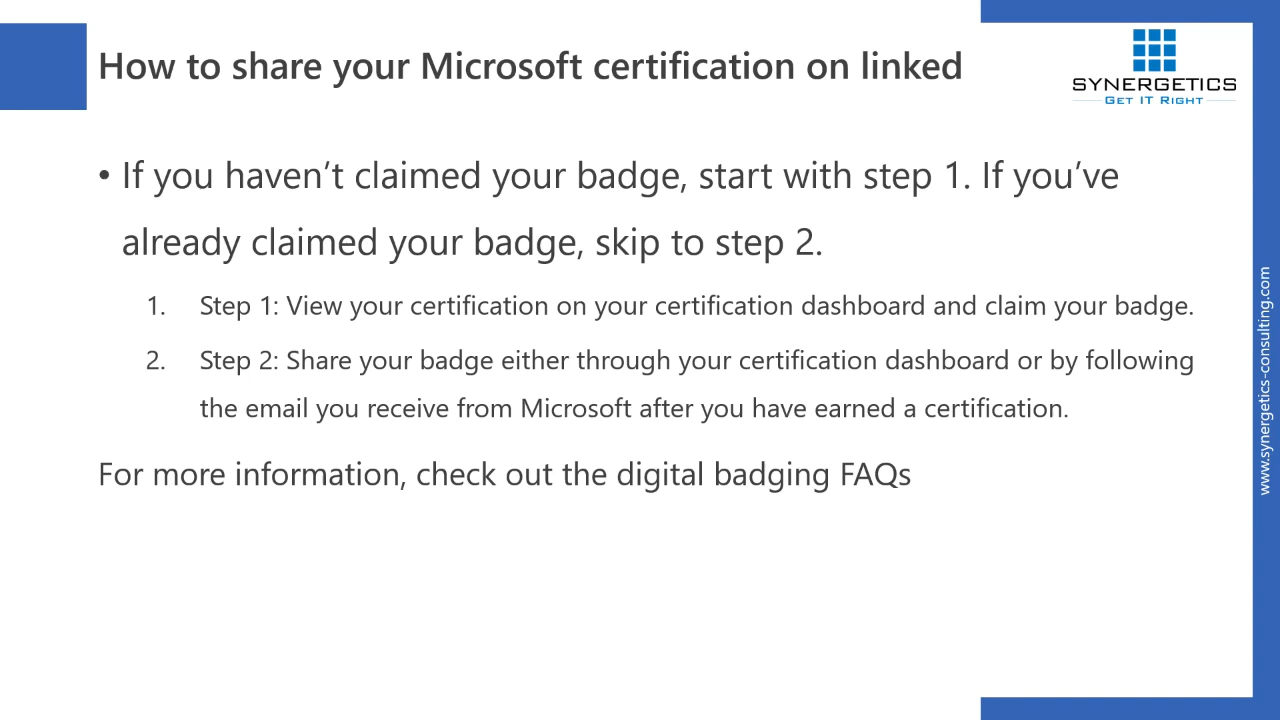 How to share your Microsoft certification on linked
SYNERGETICS
GET IT RIGHT
• If you haven’t claimed your badge, start with step 1. If you’ve
already claimed your badge, skip to step 2.
1. Step 1: View your certification on your certification dashboard and claim your badge.
2. Step 2: Share your badge either through your certification dashboard or by following
the email you receive from Microsoft after you have earned a certification.
For more information, check out the digital badging FAQs
www.synergetics-consulting.com